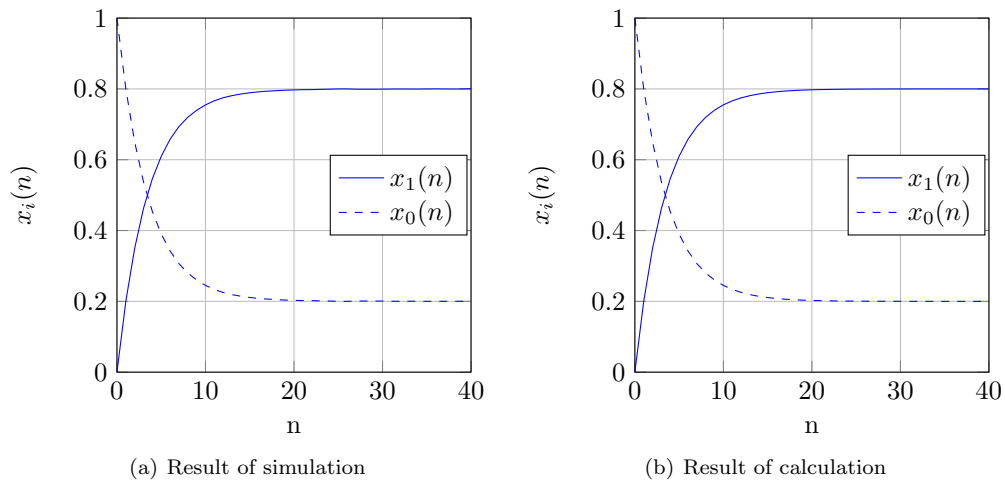 1
0.8
0.6
0.4
0.2
0
0 10 20 30 40
x_i(n)
n
x_1(n)
x_0(n)
(a) Result of simulation
1
0.8
0.6
0.4
0.2
0
0 10 20 30 40
x_i(n)
n
x_1(n)
x_0(n)
(b) Result of calculation